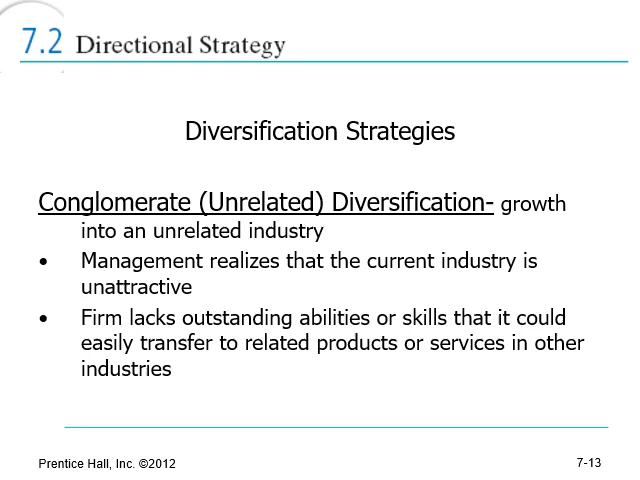 7.2 Directional Strategy
Diversification Strategies
Conglomerate (Unrelated) Diversification- growth
into an unrelated industry
• Management realizes that the current industry is
unattractive
• Firm lacks outstanding abilities or skills that it could
easily transfer to related products or services in other
industries
Prentice Hall, Inc. ©2012
7-13